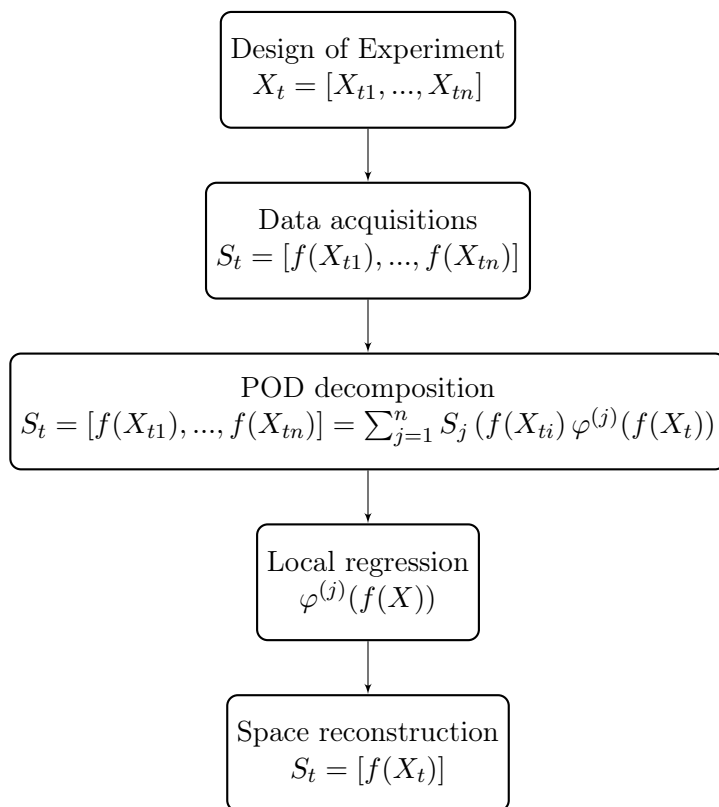 Design of Experiment
$X_t = [X_{t1}, ..., X_{tn}]$
Data acquisitions
$S_t = [f(X_{t1}), ..., f(X_{tn})]$
POD decomposition
$S_t = [f(X_{t1}), ..., f(X_{tn})] = \sum_{j=1}^{n} S_j \, (f(X_{ti}) \, \varphi^{(j)}(f(X_t))$
Local regression
$\varphi^{(j)}(f(X))$
Space reconstruction
$S_t = [f(X_t)]$